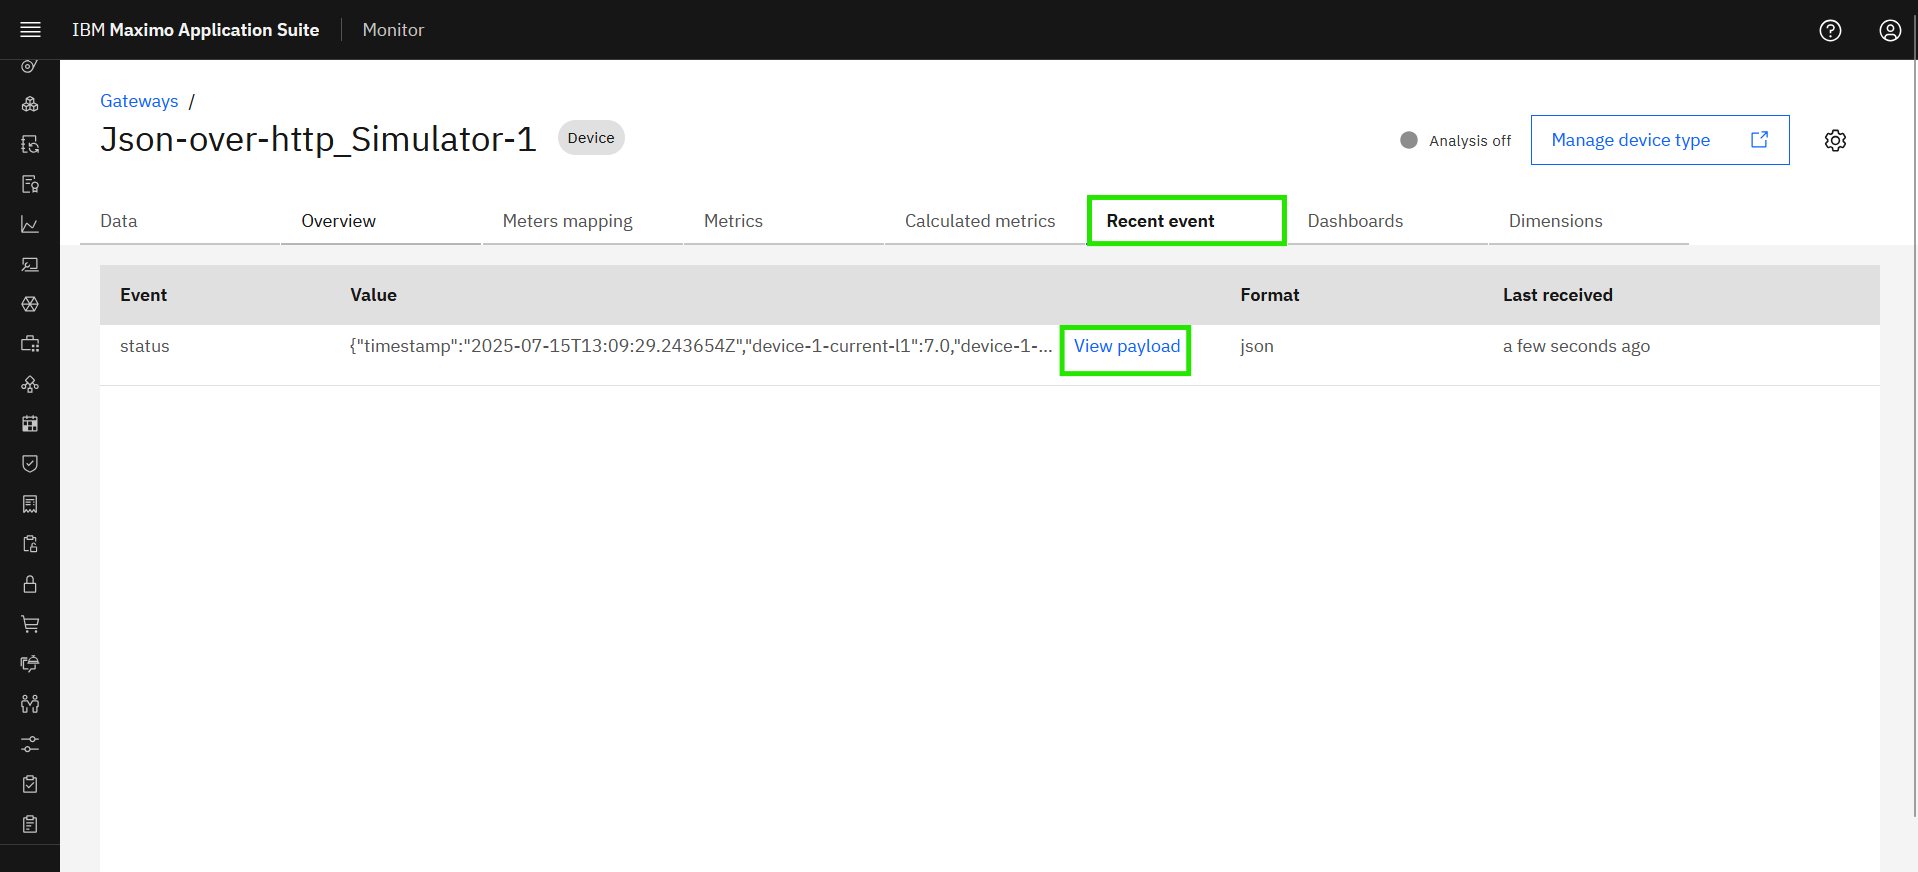 IBM Maximo Application Suite Monitor
Gateways /
Json-over-http_Simulator-1 Device
Analysis off Manage device type
Data Overview Meters mapping Metrics Calculated metrics Recent event Dashboards Dimensions
Event Value Format Last received
status {"timestamp":"2025-07-15T13:09:29.243654Z","device-1-current-l1":7.0,"device-1-... View payload json a few seconds ago